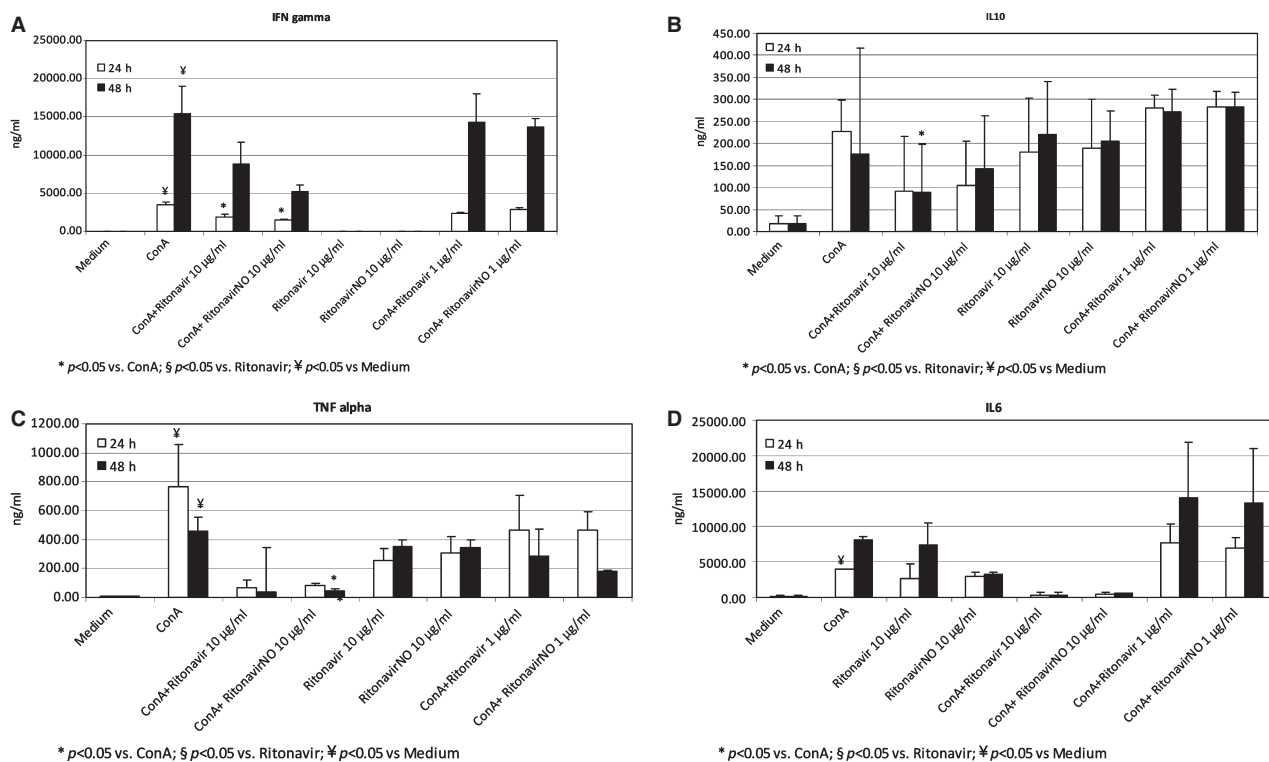 A
IFN gamma
25000.00
20000.00
15000.00
10000.00
5000.00
0.00
ng/ml
24 h
48 h
¥
¥
*
*
Medium
ConA
ConA+Ritonavir 10 µg/ml
ConA+ RitonavirNO 10 µg/ml
Ritonavir 10 µg/ml
RitonavirNO 10 µg/ml
ConA+Ritonavir 1 µg/ml
ConA+ RitonavirNO 1 µg/ml
* p<0.05 vs. ConA; § p<0.05 vs. Ritonavir; ¥ p<0.05 vs Medium
B
IL10
450.00
400.00
350.00
300.00
250.00
200.00
150.00
100.00
50.00
0.00
ng/ml
24 h
48 h
*
Medium
ConA
ConA+Ritonavir 10 µg/ml
ConA+ RitonavirNO 10 µg/ml
Ritonavir 10 µg/ml
RitonavirNO 10 µg/ml
ConA+Ritonavir 1 µg/ml
ConA+ RitonavirNO 1 µg/ml
* p<0.05 vs. ConA; § p<0.05 vs. Ritonavir; ¥ p<0.05 vs Medium
C
TNF alpha
1200.00
1000.00
800.00
600.00
400.00
200.00
0.00
ng/ml
24 h
48 h
¥
¥
*
*
Medium
ConA
ConA+Ritonavir 10 µg/ml
ConA+ RitonavirNO 10 µg/ml
Ritonavir 10 µg/ml
RitonavirNO 10 µg/ml
ConA+Ritonavir 1 µg/ml
ConA+ RitonavirNO 1 µg/ml
* p<0.05 vs. ConA; § p<0.05 vs. Ritonavir; ¥ p<0.05 vs Medium
D
IL6
25000.00
20000.00
15000.00
10000.00
5000.00
0.00
ng/ml
24 h
48 h
¥
Medium
ConA
Ritonavir 10 µg/ml
RitonavirNO 10 µg/ml
ConA+Ritonavir 10 µg/ml
ConA+ RitonavirNO 10 µg/ml
ConA+Ritonavir 1 µg/ml
ConA+ RitonavirNO 1 µg/ml
* p<0.05 vs. ConA; § p<0.05 vs. Ritonavir; ¥ p<0.05 vs Medium